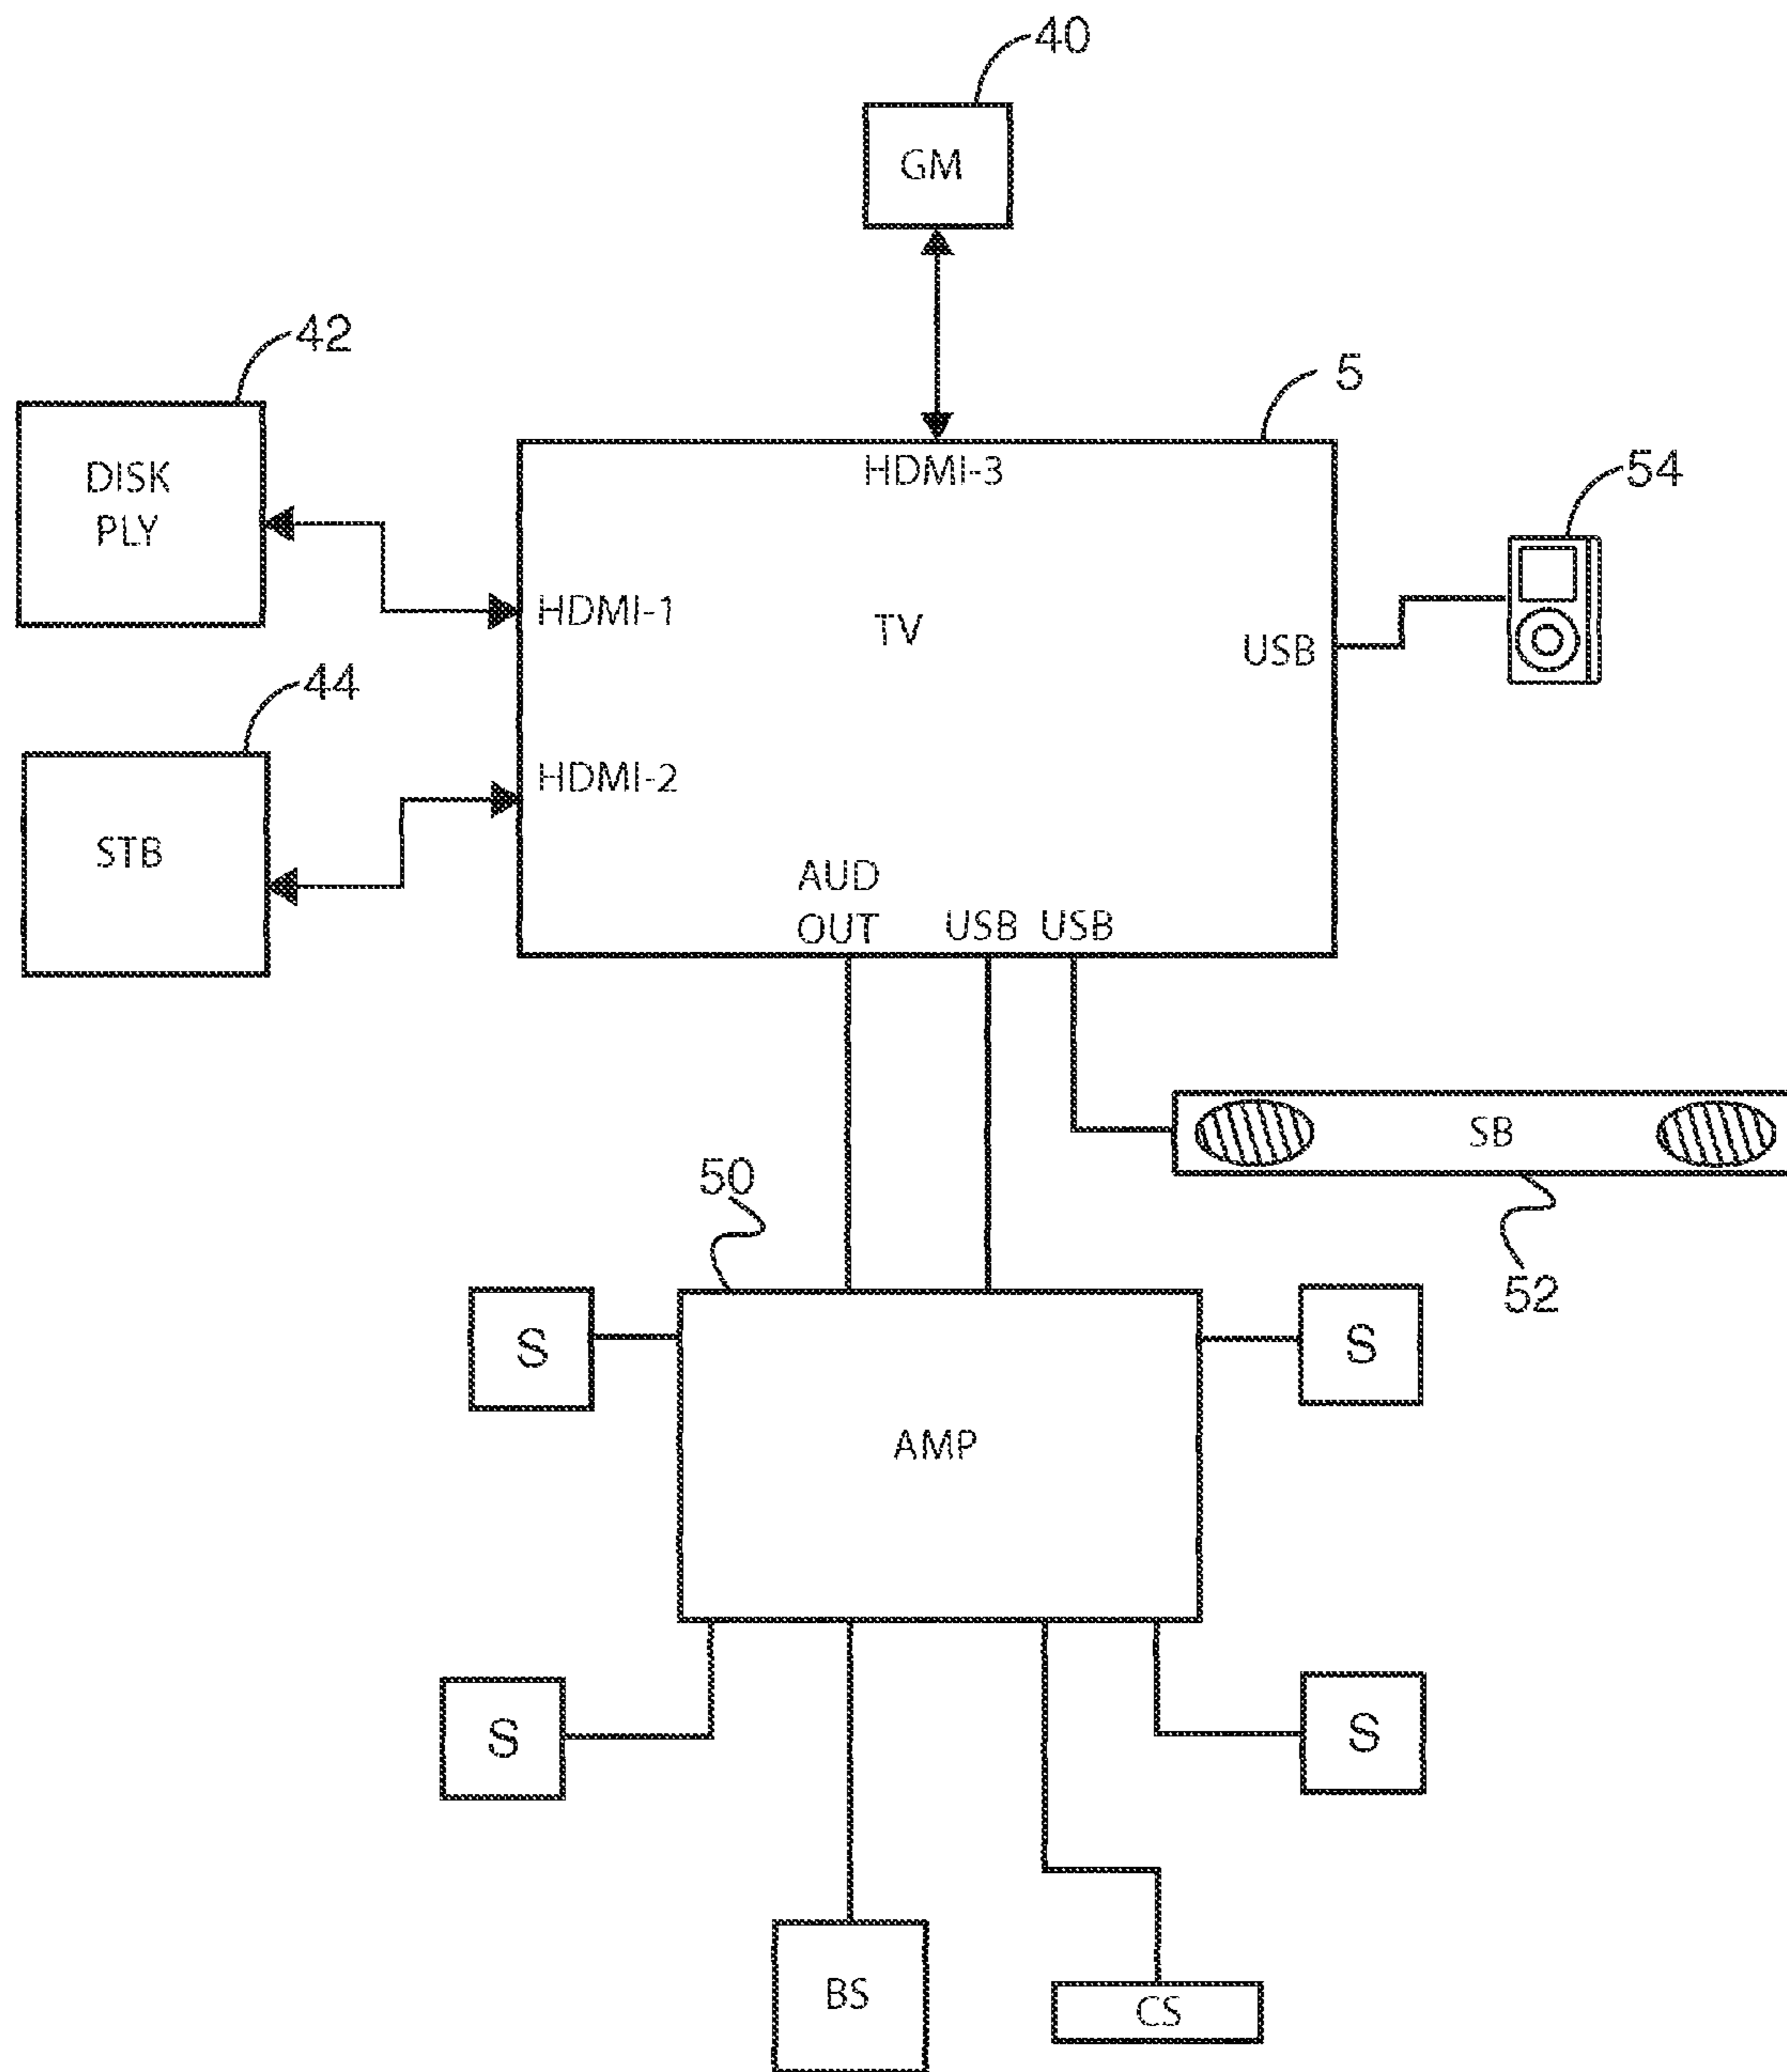 40
GM
42
5
DISK
PLY
HDMI-3
54
HDMI-1
TV
USB
44
HDMI-2
STB
AUD
OUT
USB
USB
SB
50
52
S
S
AMP
S
S
BS
CS